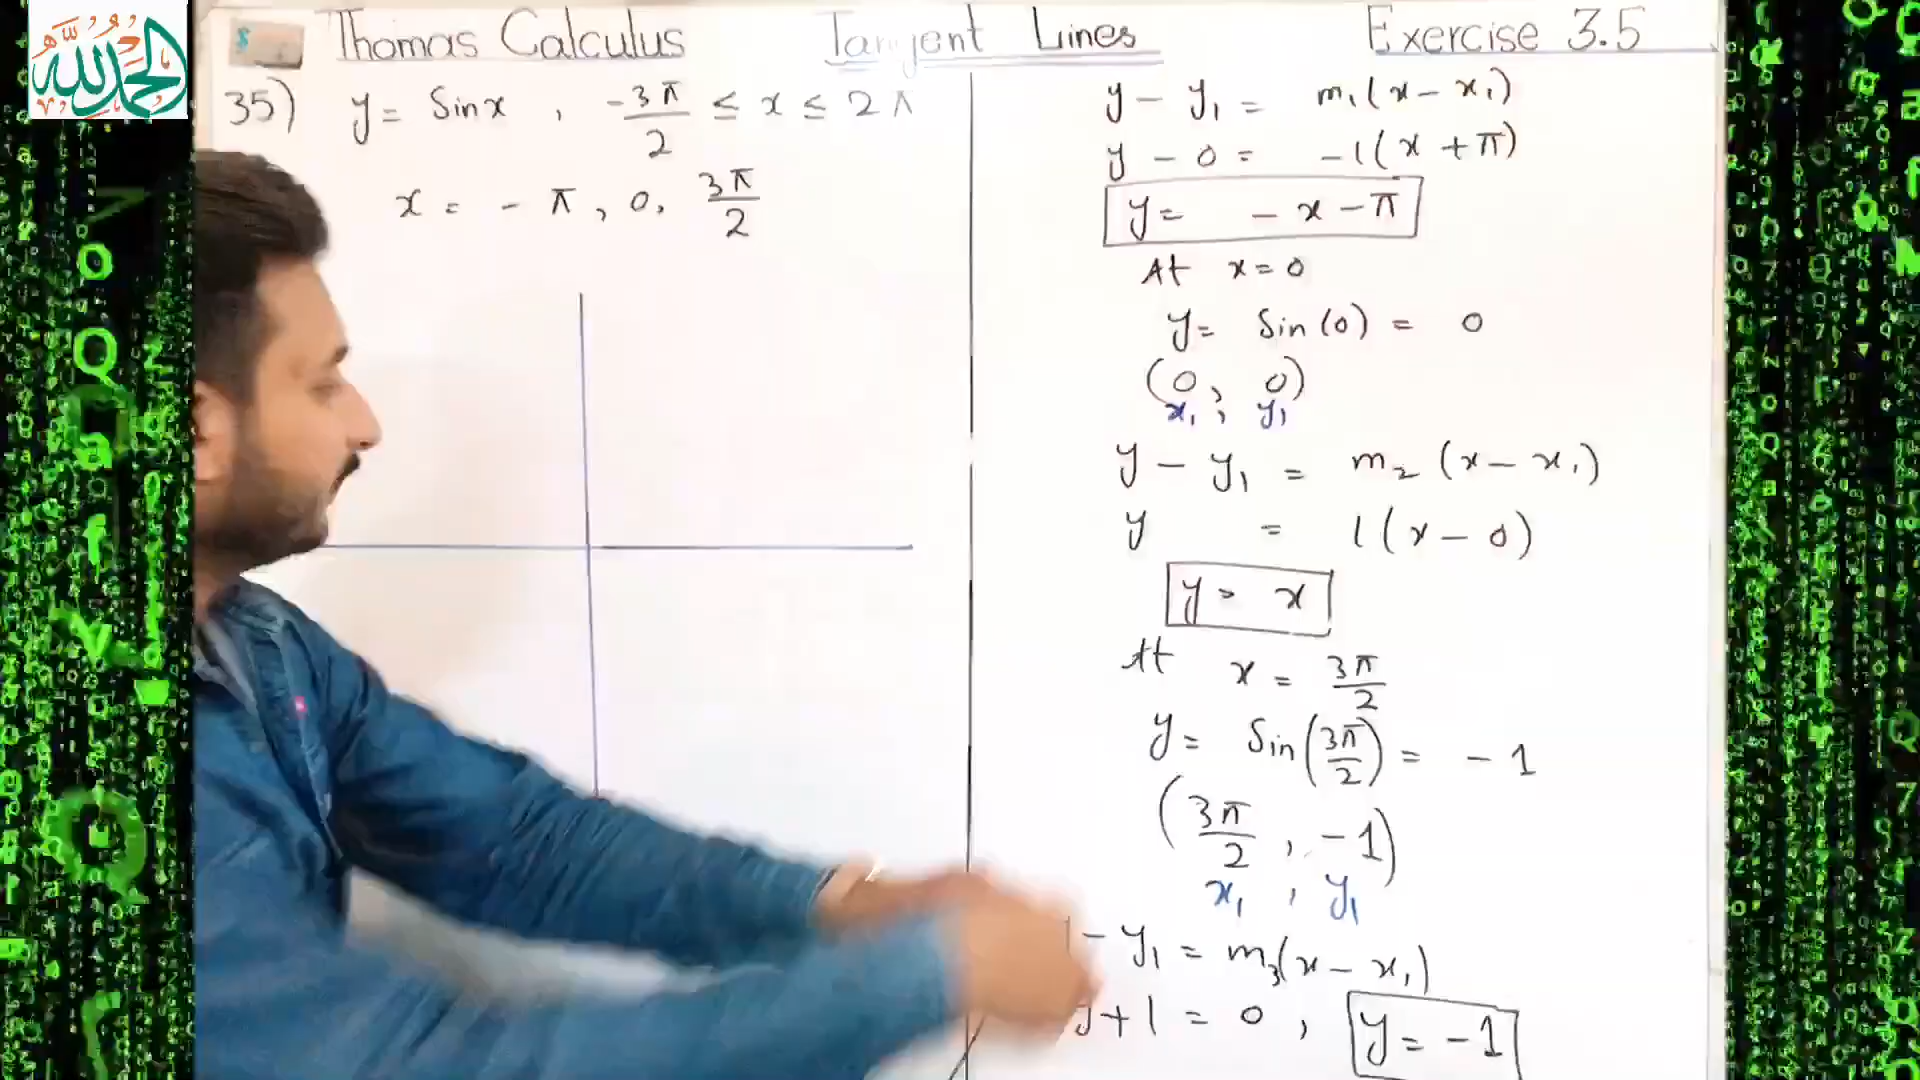 الحمد لله
Thomas Calculus Tangent Lines Exercise 3.5
35) y = Sinx , -3π/2 ≤ x ≤ 2π
x = -π, 0, 3π/2
y - y₁ = m₁(x - x₁)
y - 0 = -1(x + π)
y = -x - π
At x = 0
y = Sin(0) = 0
(0, 0)
x₁, y₁
y - y₁ = m₂(x - x₁)
y = 1(x - 0)
y = x
At x = 3π/2
y = Sin(3π/2) = -1
(3π/2, -1)
x₁, y₁
- y₁ = m₃(x - x₁)
y + 1 = 0, y = -1